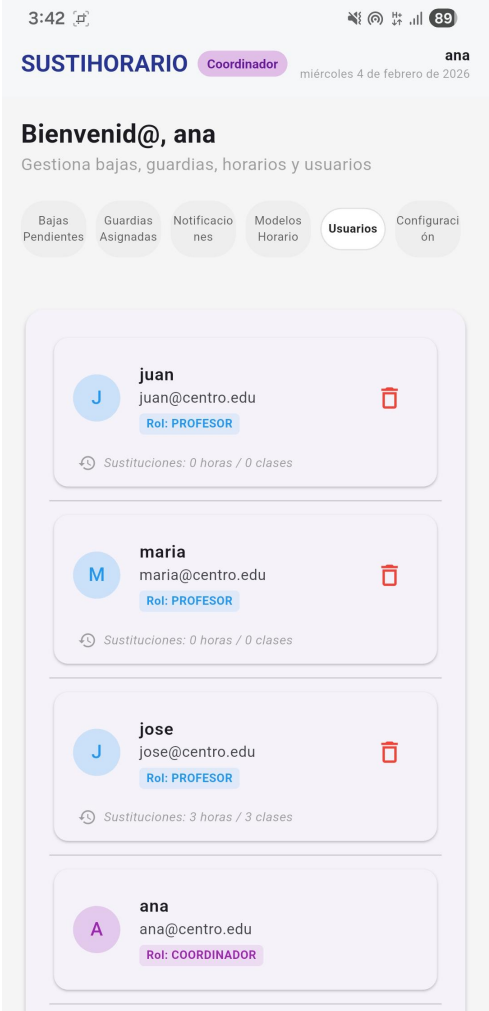 3:42 89
SUSTIHORARIO Coordinador ana
miércoles 4 de febrero de 2026
Bienvenid@, ana
Gestiona bajas, guardias, horarios y usuarios
Bajas
Pendientes
Guardias
Asignadas
Notificacio
nes
Modelos
Horario
Usuarios
Configuraci
ón
J
juan
juan@centro.edu
Rol: PROFESOR
Sustituciones: 0 horas / 0 clases
M
maria
maria@centro.edu
Rol: PROFESOR
Sustituciones: 0 horas / 0 clases
J
jose
jose@centro.edu
Rol: PROFESOR
Sustituciones: 3 horas / 3 clases
A
ana
ana@centro.edu
Rol: COORDINADOR